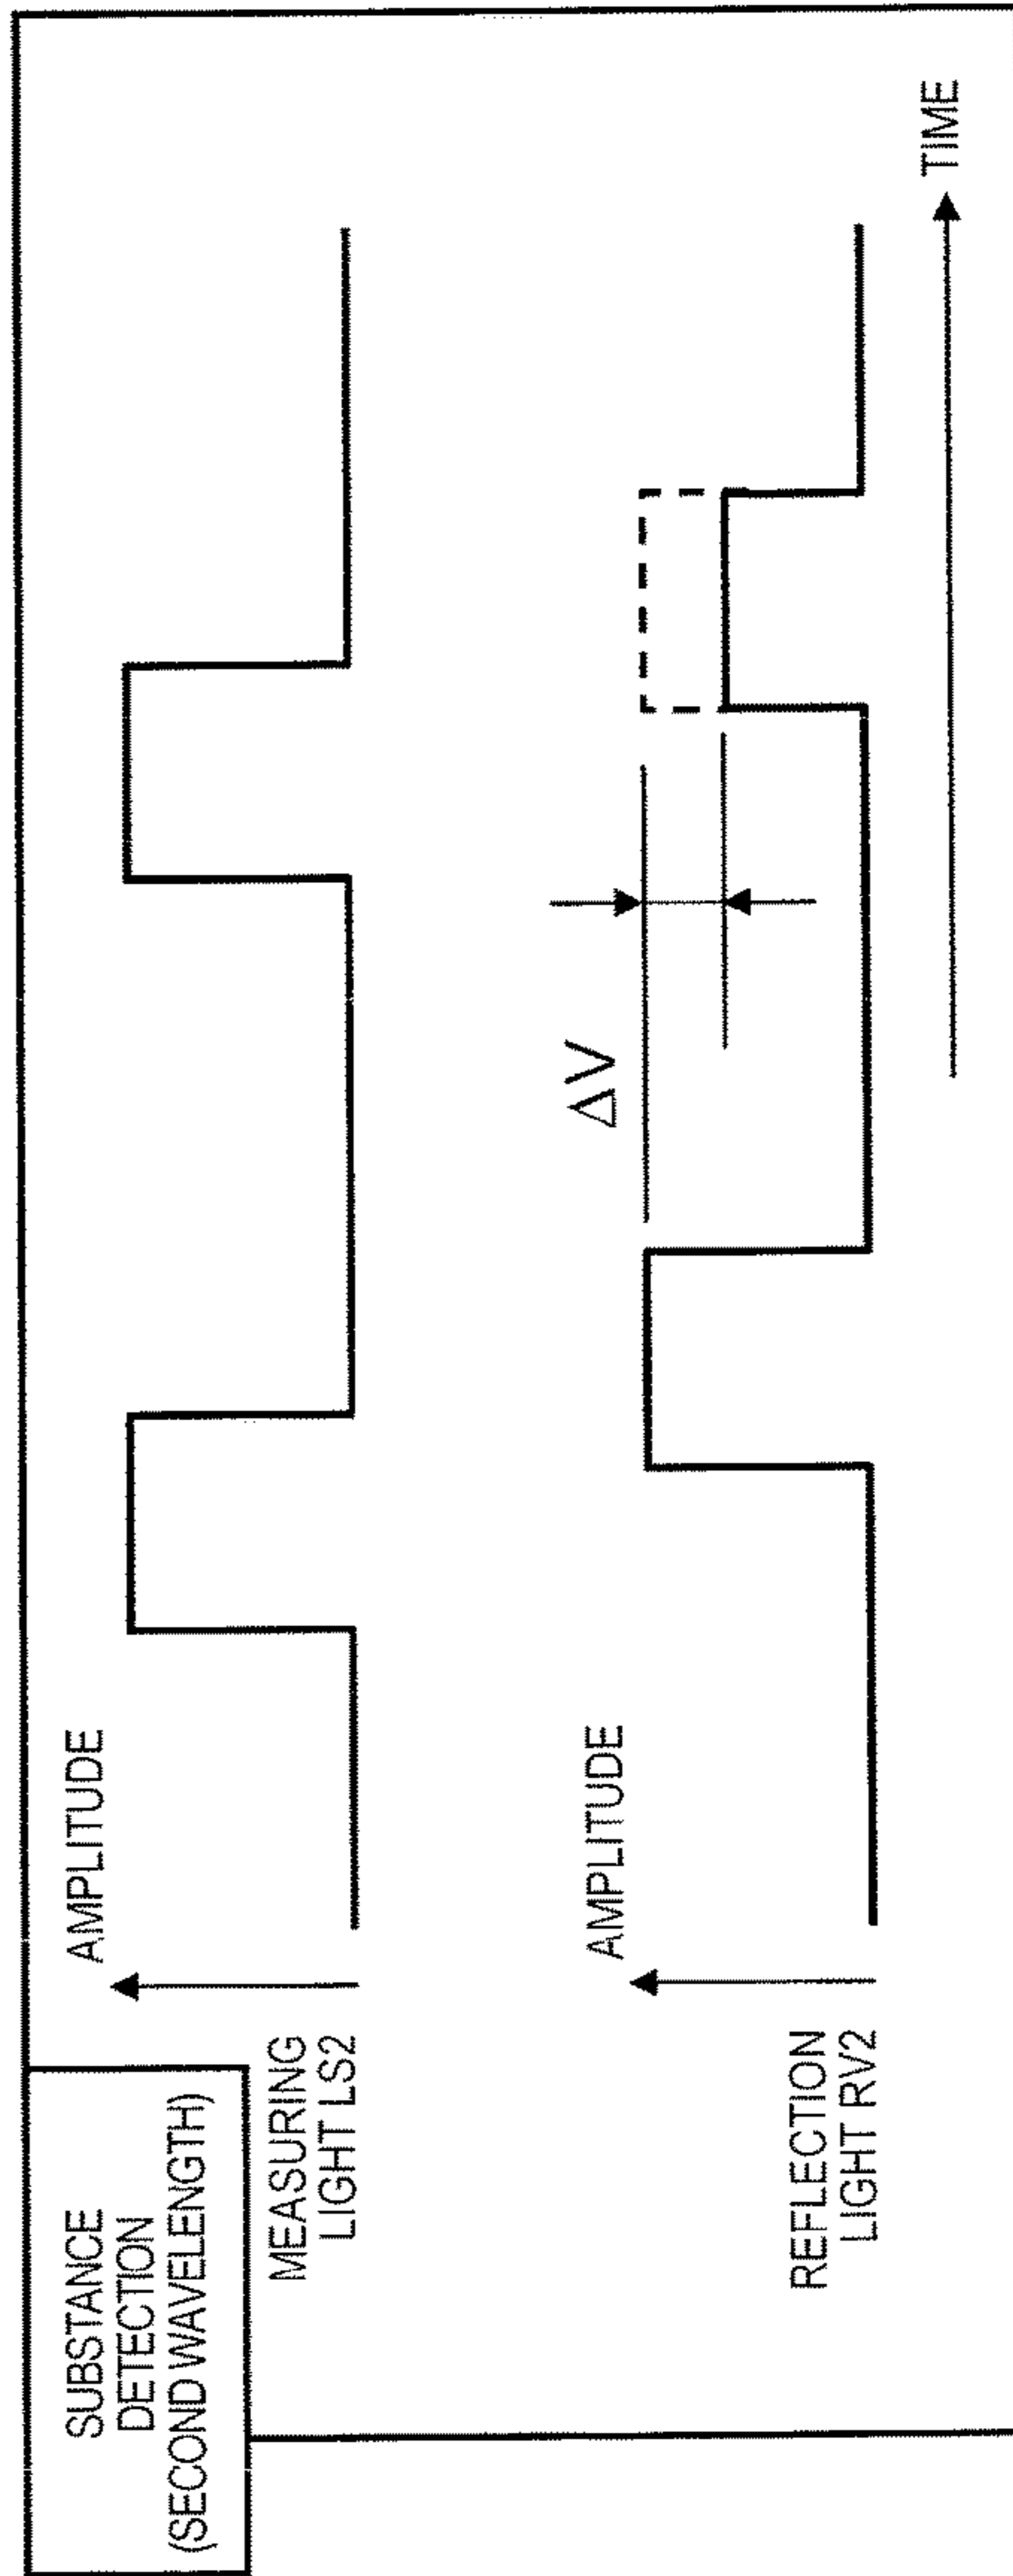 SUBSTANCE
DETECTION
(SECOND WAVELENGTH)
AMPLITUDE
MEASURING
LIGHT LS2
ΔV
AMPLITUDE
REFLECTION
LIGHT RV2
TIME